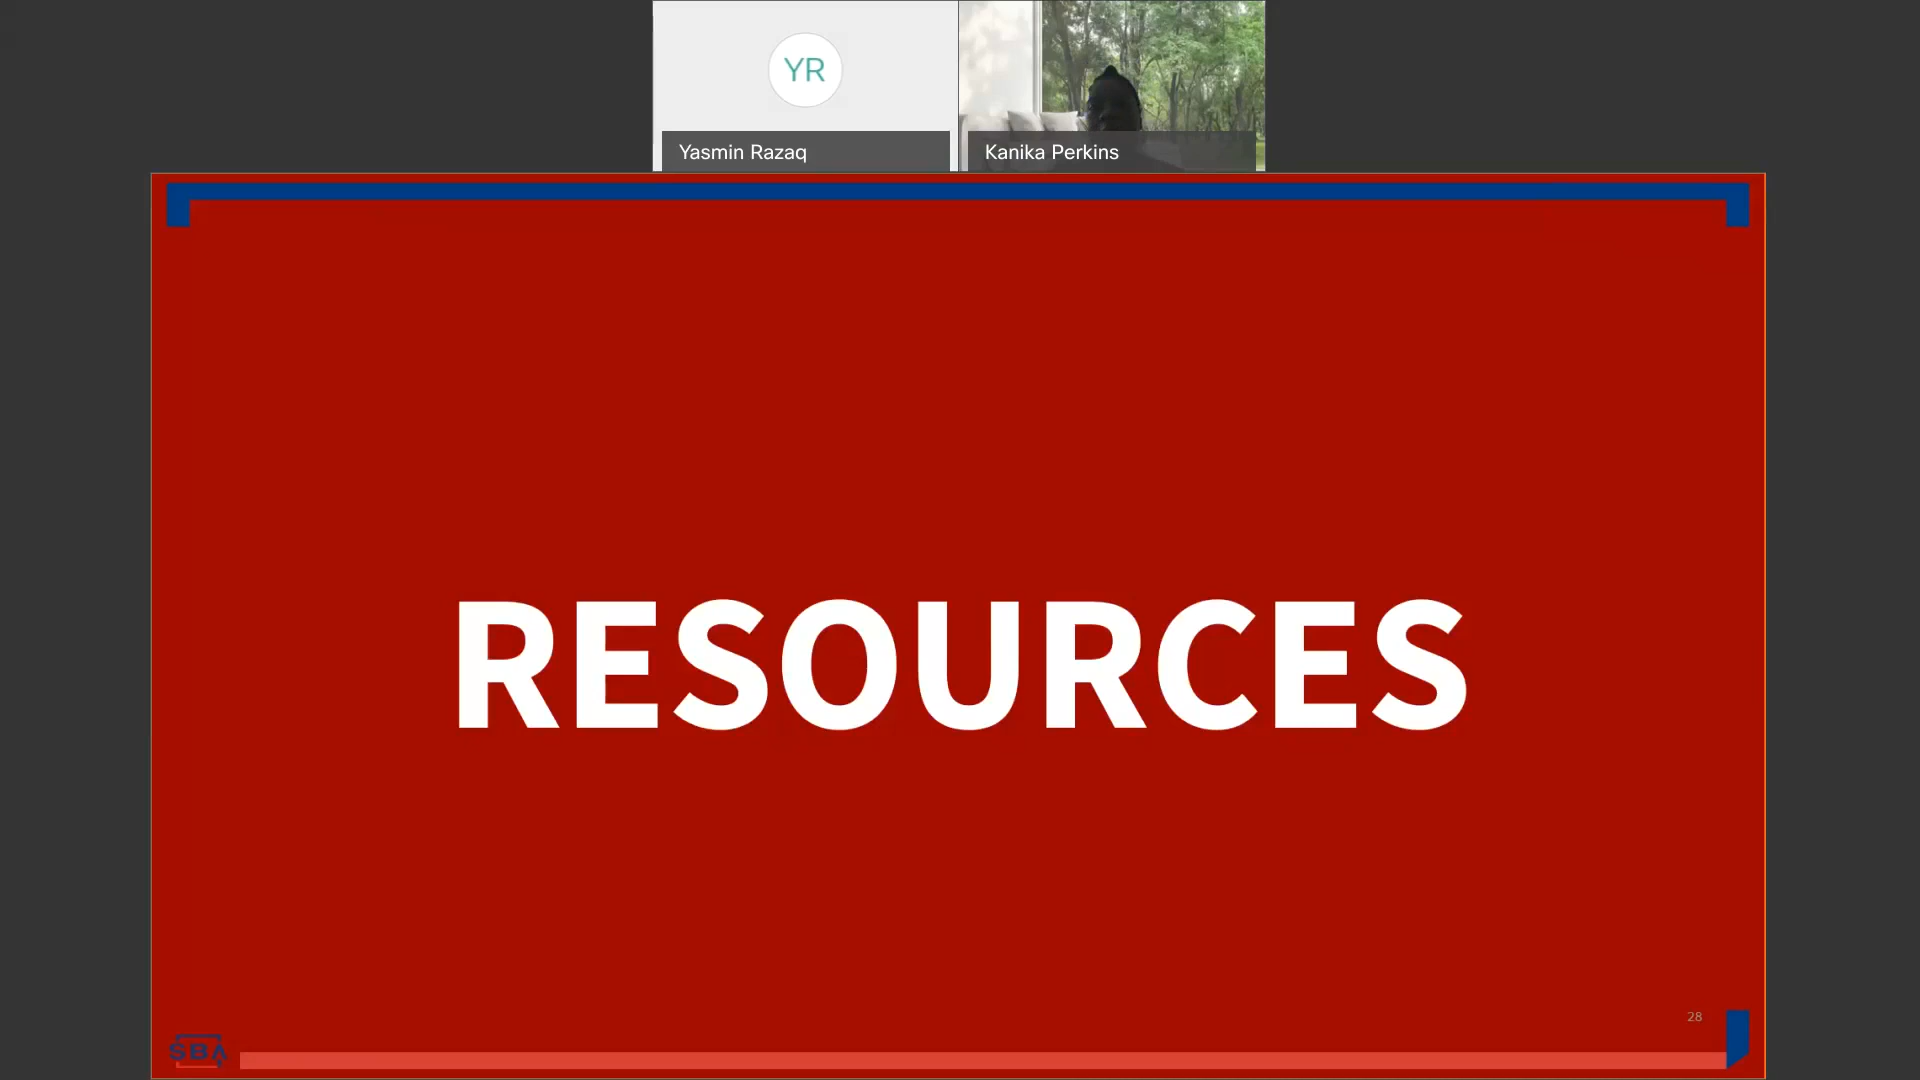 YR
Yasmin Razaq
Kanika Perkins
RESOURCES
28
SBA